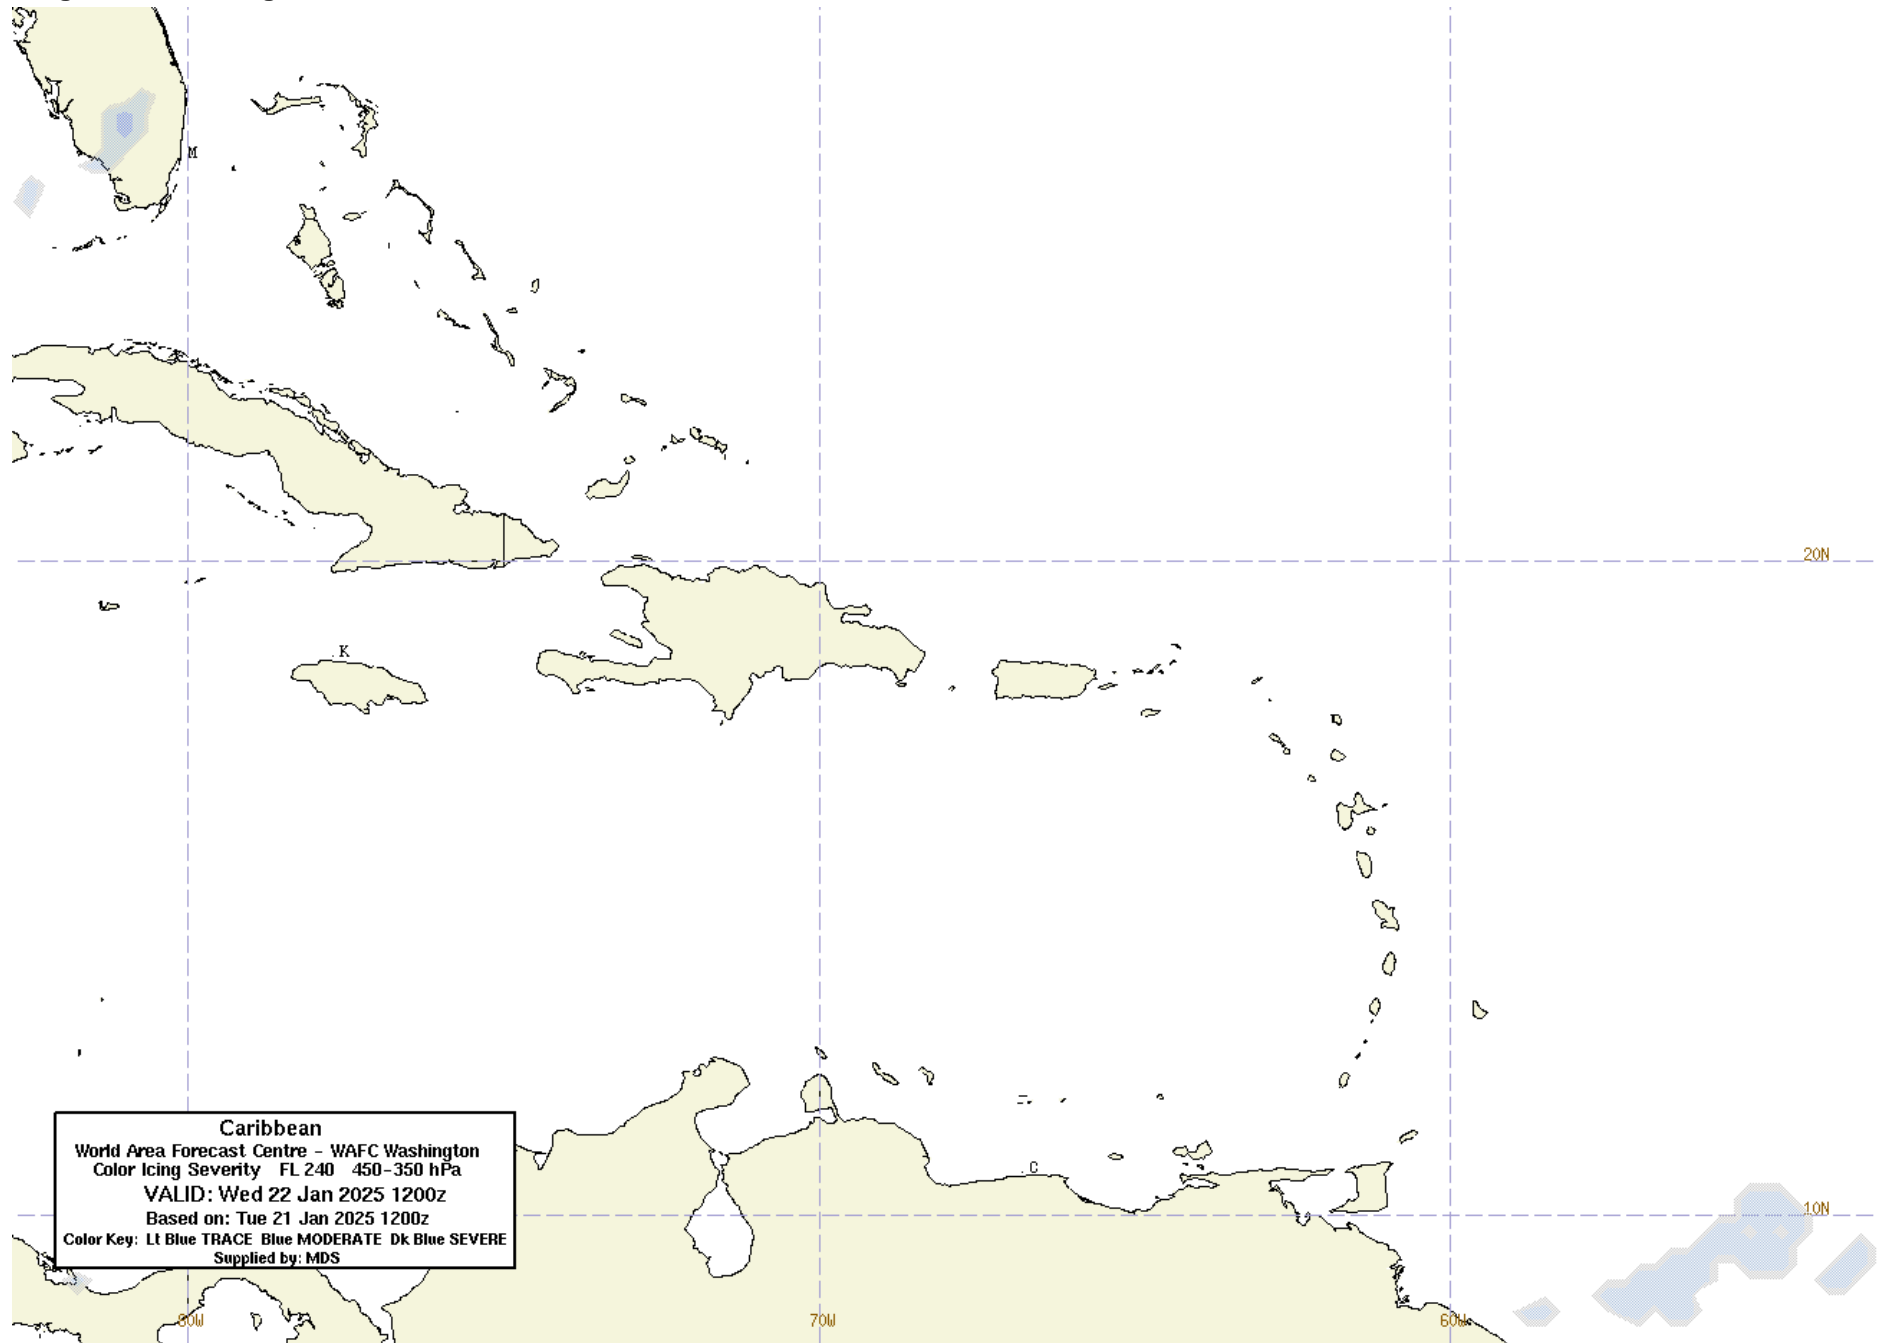 M
20N
K
C
10N
Caribbean
World Area Forecast Centre - WAFC Washington
Color Icing Severity FL 240 450-350 hPa
VALID: Wed 22 Jan 2025 1200z
Based on: Tue 21 Jan 2025 1200z
Color Key: Lt Blue TRACE Blue MODERATE Dk Blue SEVERE
Supplied by: MDS
80W
70W
60W